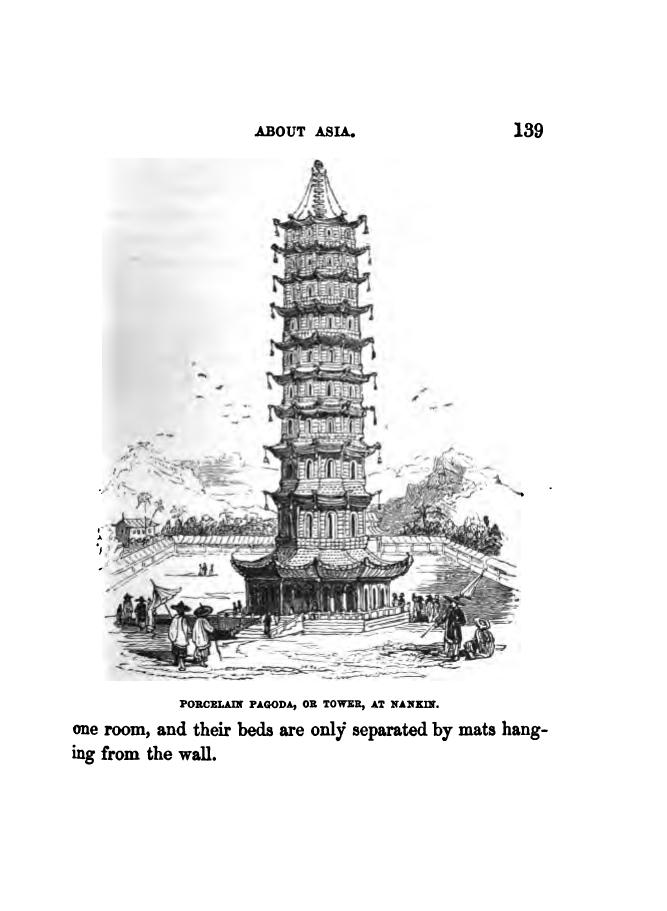 ABOUT ASIA. 139
PORCELAIN PAGODA, OR TOWER, AT NANKIN.
one room, and their beds are only separated by mats hang-
ing from the wall.